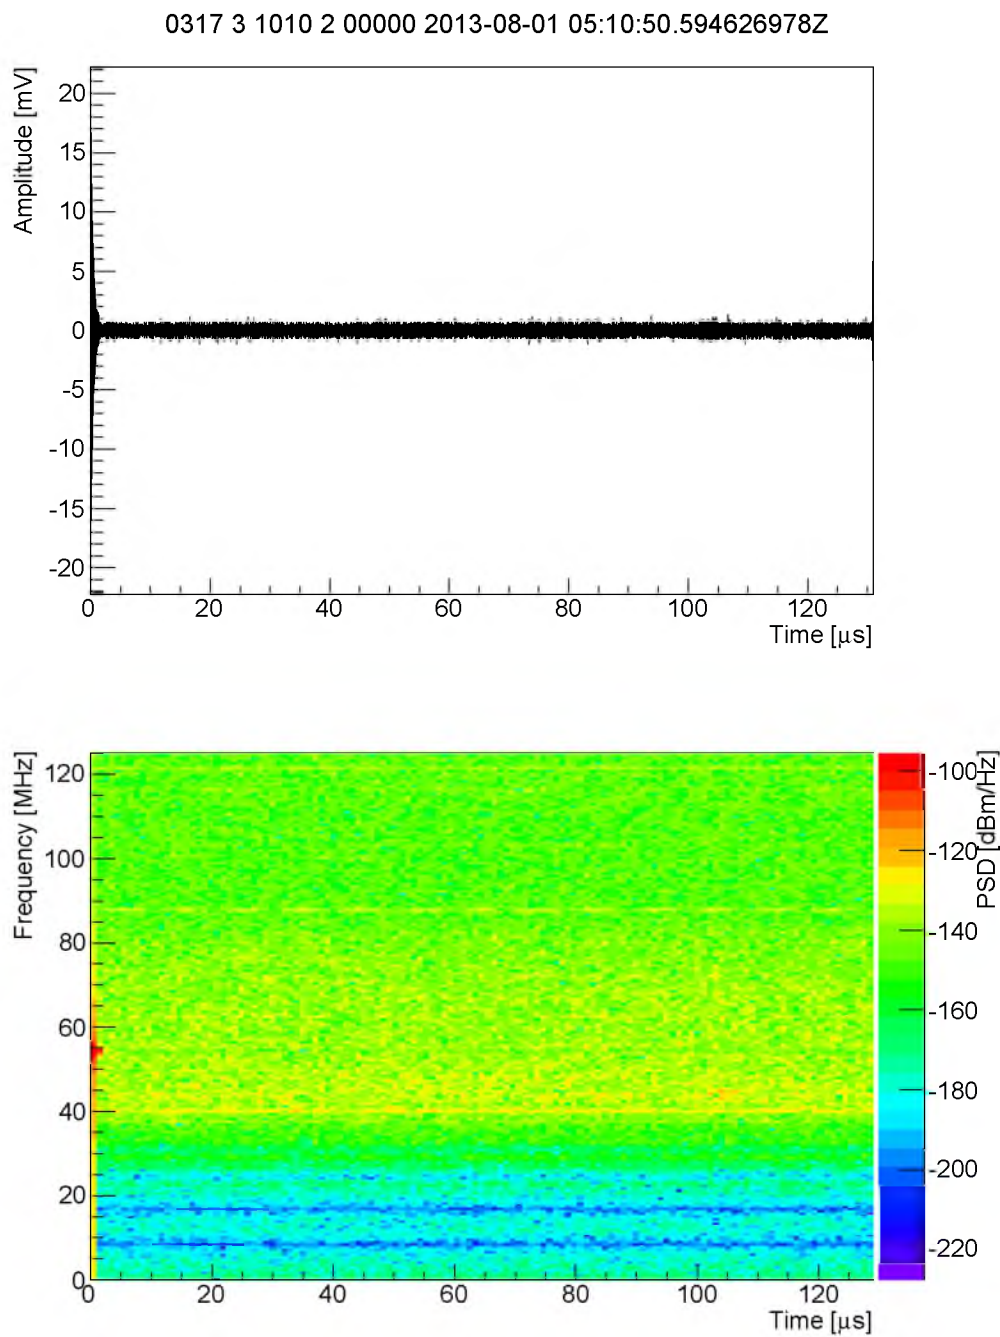 0317 3 1010 2 00000 2013-08-01 05:10:50.594626978Z
Amplitude [mV]
20
15
10
5
0
-5
-10
-15
-20
0 20 40 60 80 100 120
Time [μs]
Frequency [MHz]
120
100
80
60
40
20
0
0 20 40 60 80 100 120
Time [μs]
PSD [dBm/Hz]
-100
-120
-140
-160
-180
-200
-220